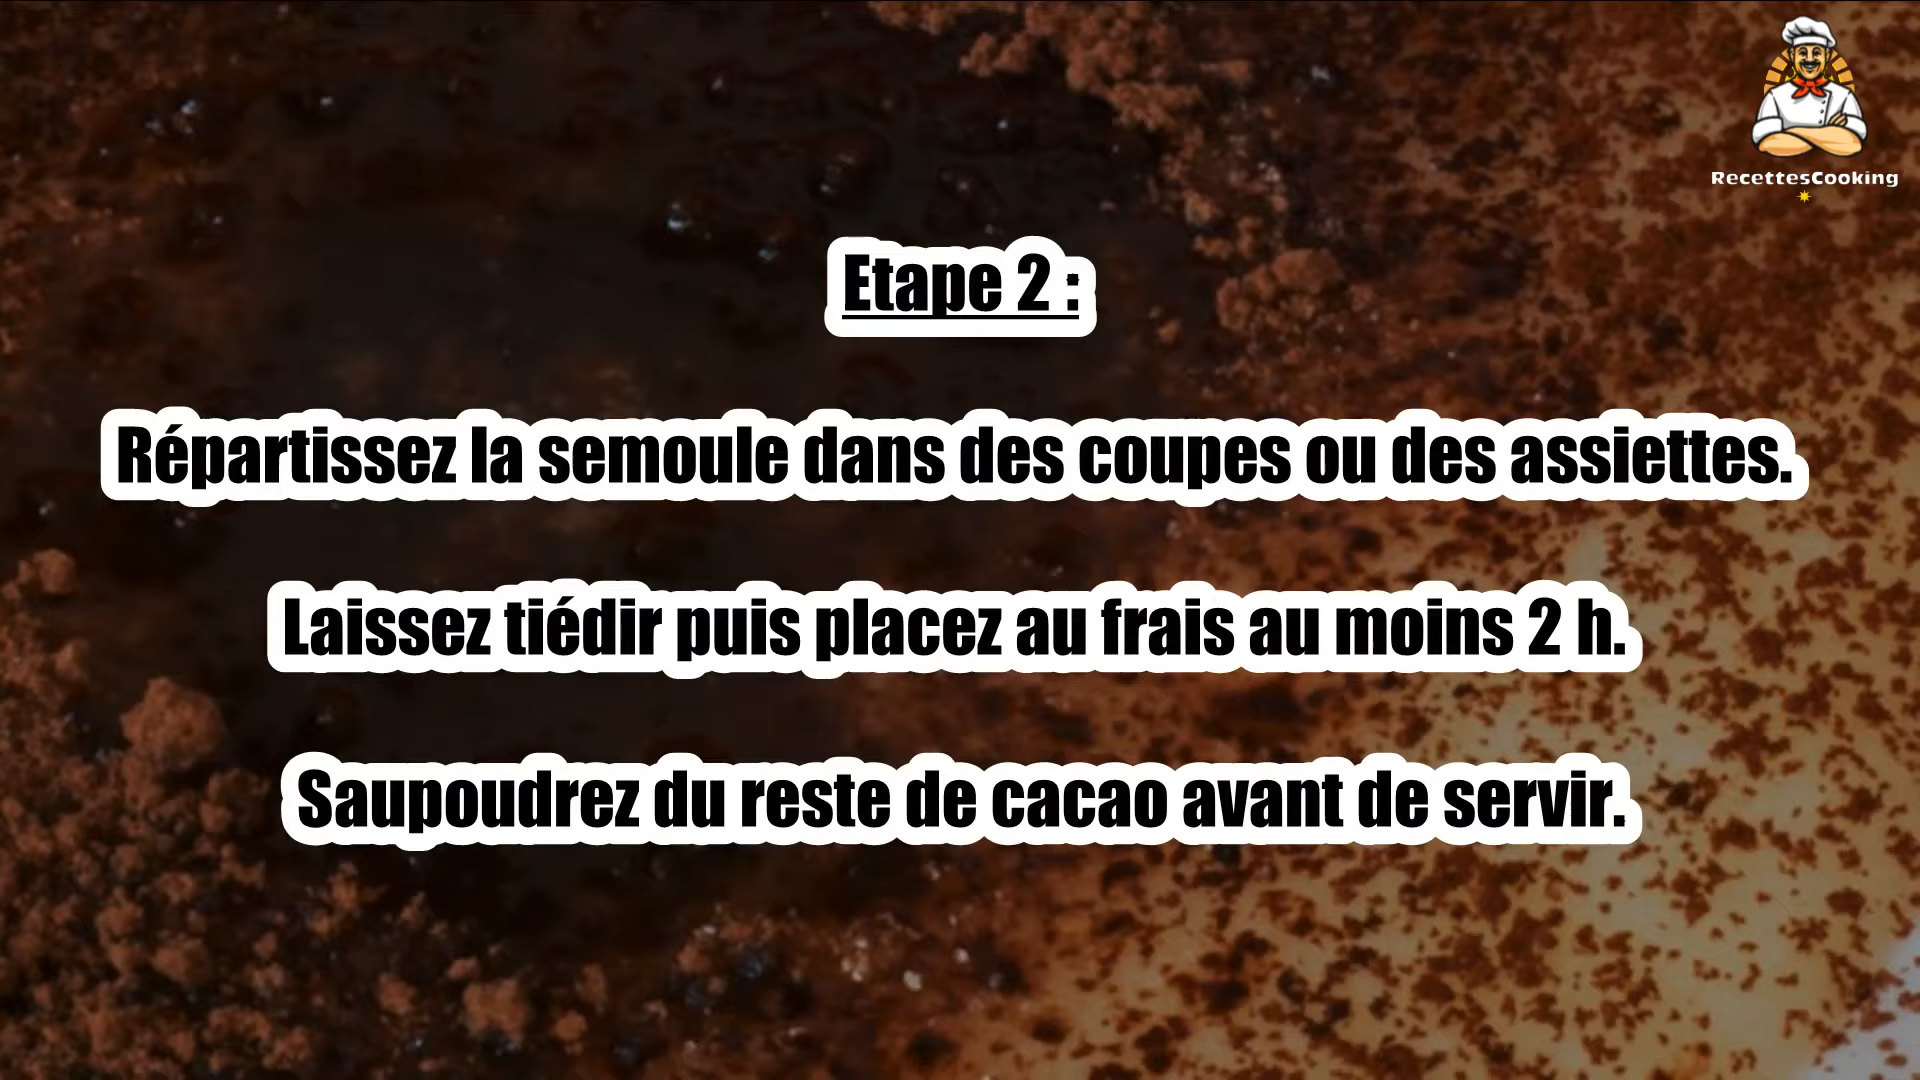 RecettesCooking
Etape 2 :
Répartissez la semoule dans des coupes ou des assiettes.
Laissez tiédir puis placez au frais au moins 2 h.
Saupoudrez du reste de cacao avant de servir.